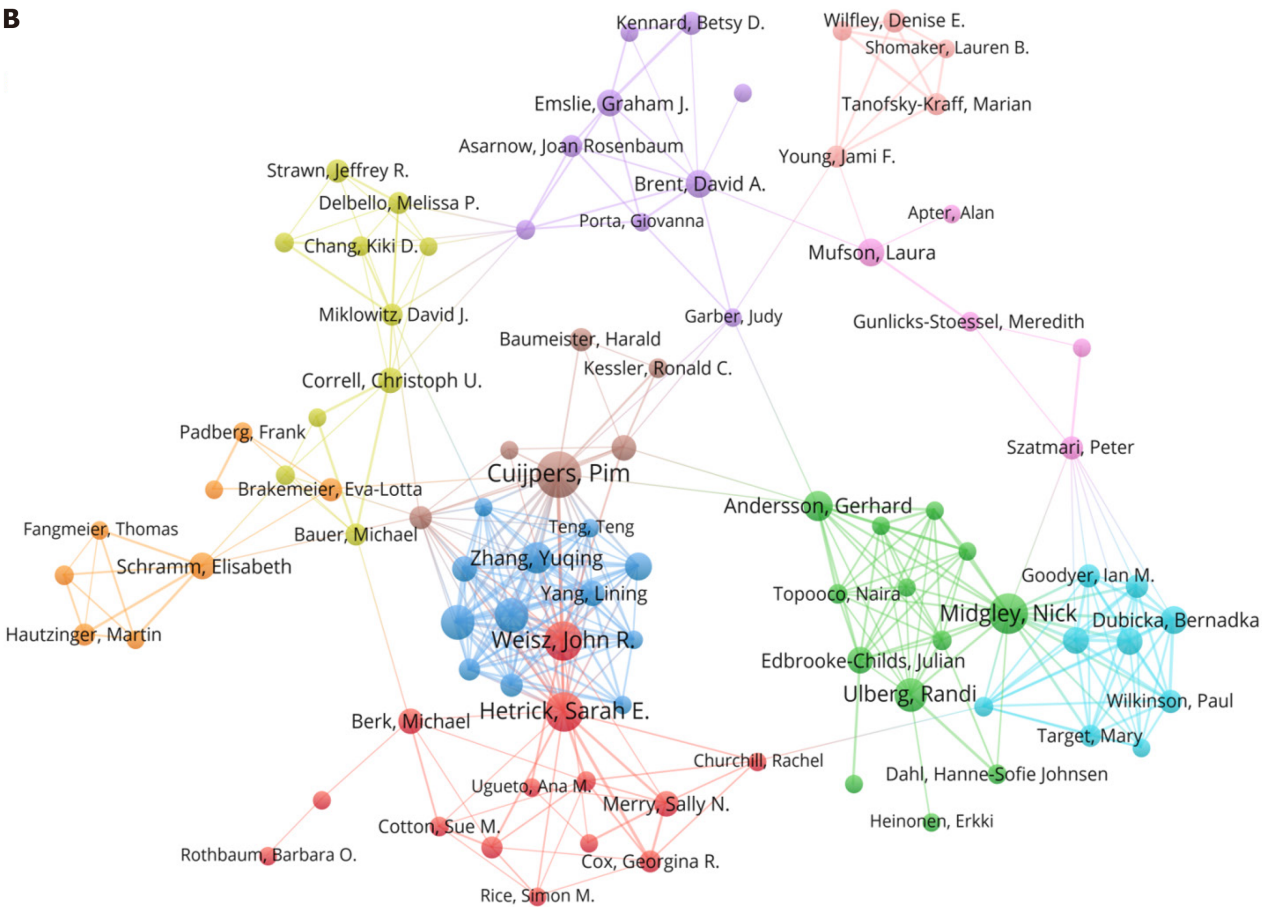 B
Kennard, Betsy D.
Wilfley, Denise E.
Shomaker, Lauren B.
Emslie, Graham J.
Tanofsky-Kraff, Marian
Asarnow, Joan Rosenbaum
Young, Jami F.
Strawn, Jeffrey R.
Brent, David A.
Delbello, Melissa P.
Porta, Giovanna
Apter, Alan
Chang, Kiki D.
Mufson, Laura
Miklowitz, David J.
Garber, Judy
Gunlicks-Stoessel, Meredith
Baumeister, Harald
Kessler, Ronald C.
Correll, Christoph U.
Padberg, Frank
Szatmari, Peter
Cuijpers, Pim
Brakemeier, Eva-Lotta
Andersson, Gerhard
Fangmeier, Thomas
Bauer, Michael
Teng, Teng
Zhang, Yuqing
Schramm, Elisabeth
Goodyer, Ian M.
Yang, Lining
Topooco, Naira
Midgley, Nick
Dubicka, Bernadka
Hautzinger, Martin
Weisz, John R.
Edbrooke-Childs, Julian
Ulberg, Randi
Wilkinson, Paul
Hetrick, Sarah E.
Berk, Michael
Target, Mary
Churchill, Rachel
Dahl, Hanne-Sofie Johnsen
Ugueto, Ana M.
Merry, Sally N.
Heinonen, Erkki
Cotton, Sue M.
Rothbaum, Barbara O.
Cox, Georgina R.
Rice, Simon M.